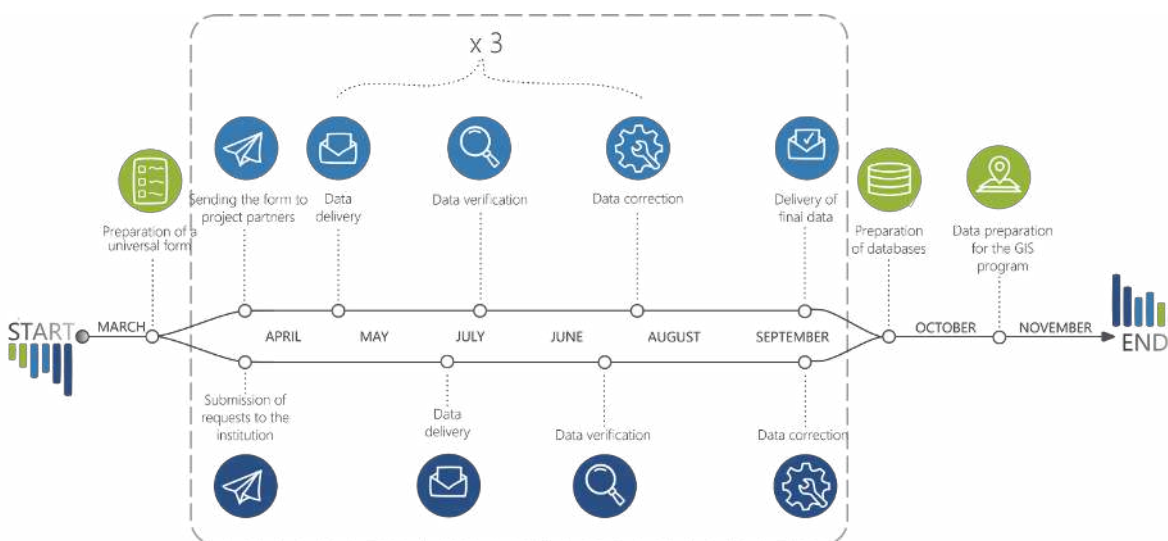 x 3
Sending the form to
project partners
Data
delivery
Data verification
Data correction
Delivery of
final data
Preparation of a
universal form
Preparation
of databases
Data preparation
for the GIS
program
START
MARCH
APRIL
MAY
JULY
JUNE
AUGUST
SEPTEMBER
OCTOBER
NOVEMBER
END
Submission of
requests to the
institution
Data
delivery
Data verification
Data correction